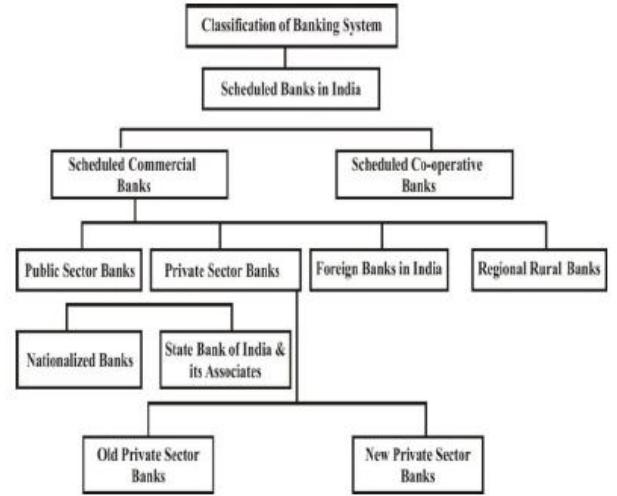 Classification of Banking System
Scheduled Banks in India
Scheduled Commercial
Banks
Scheduled Co-operative
Banks
Public Sector Banks
Private Sector Banks
Foreign Banks in India
Regional Rural Banks
Nationalized Banks
State Bank of India &
its Associates
Old Private Sector
Banks
New Private Sector
Banks